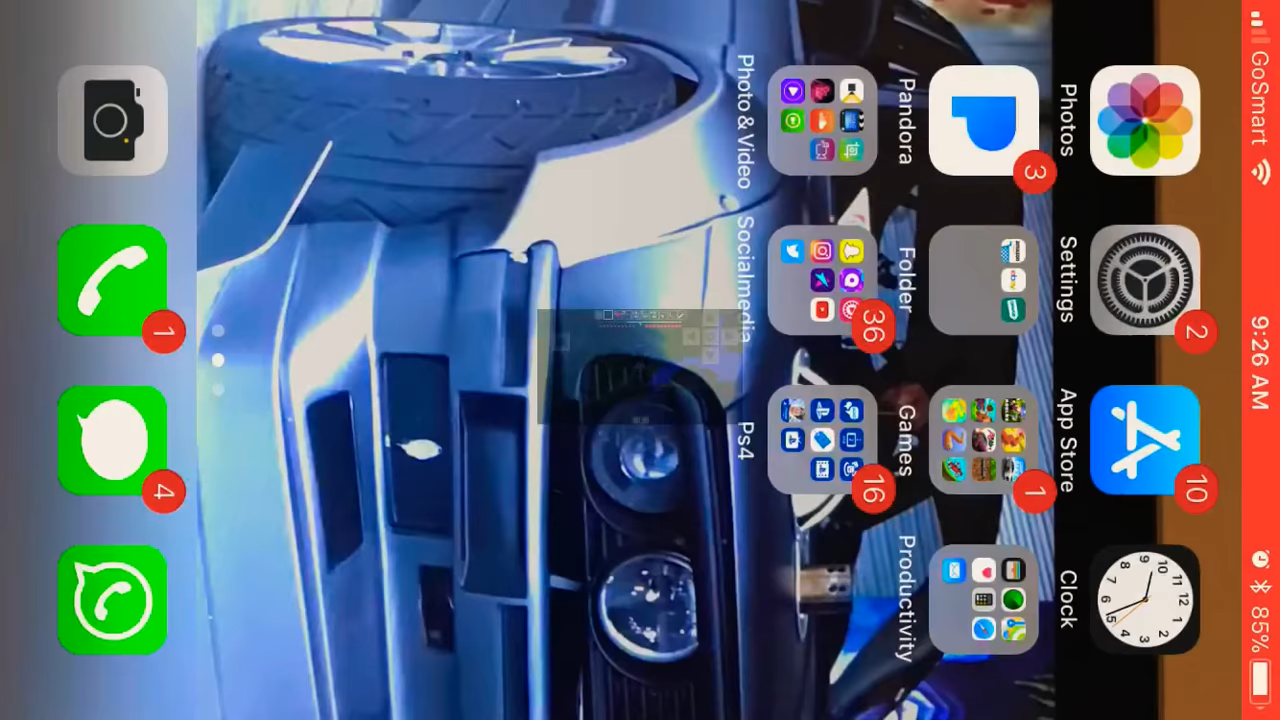 GoSmart 9:26 AM 85%
2 10
Photos Settings App Store Clock
3 1
Pandora Folder Games Productivity
36 16
Photo & Video Socialmedia Ps4
1 4